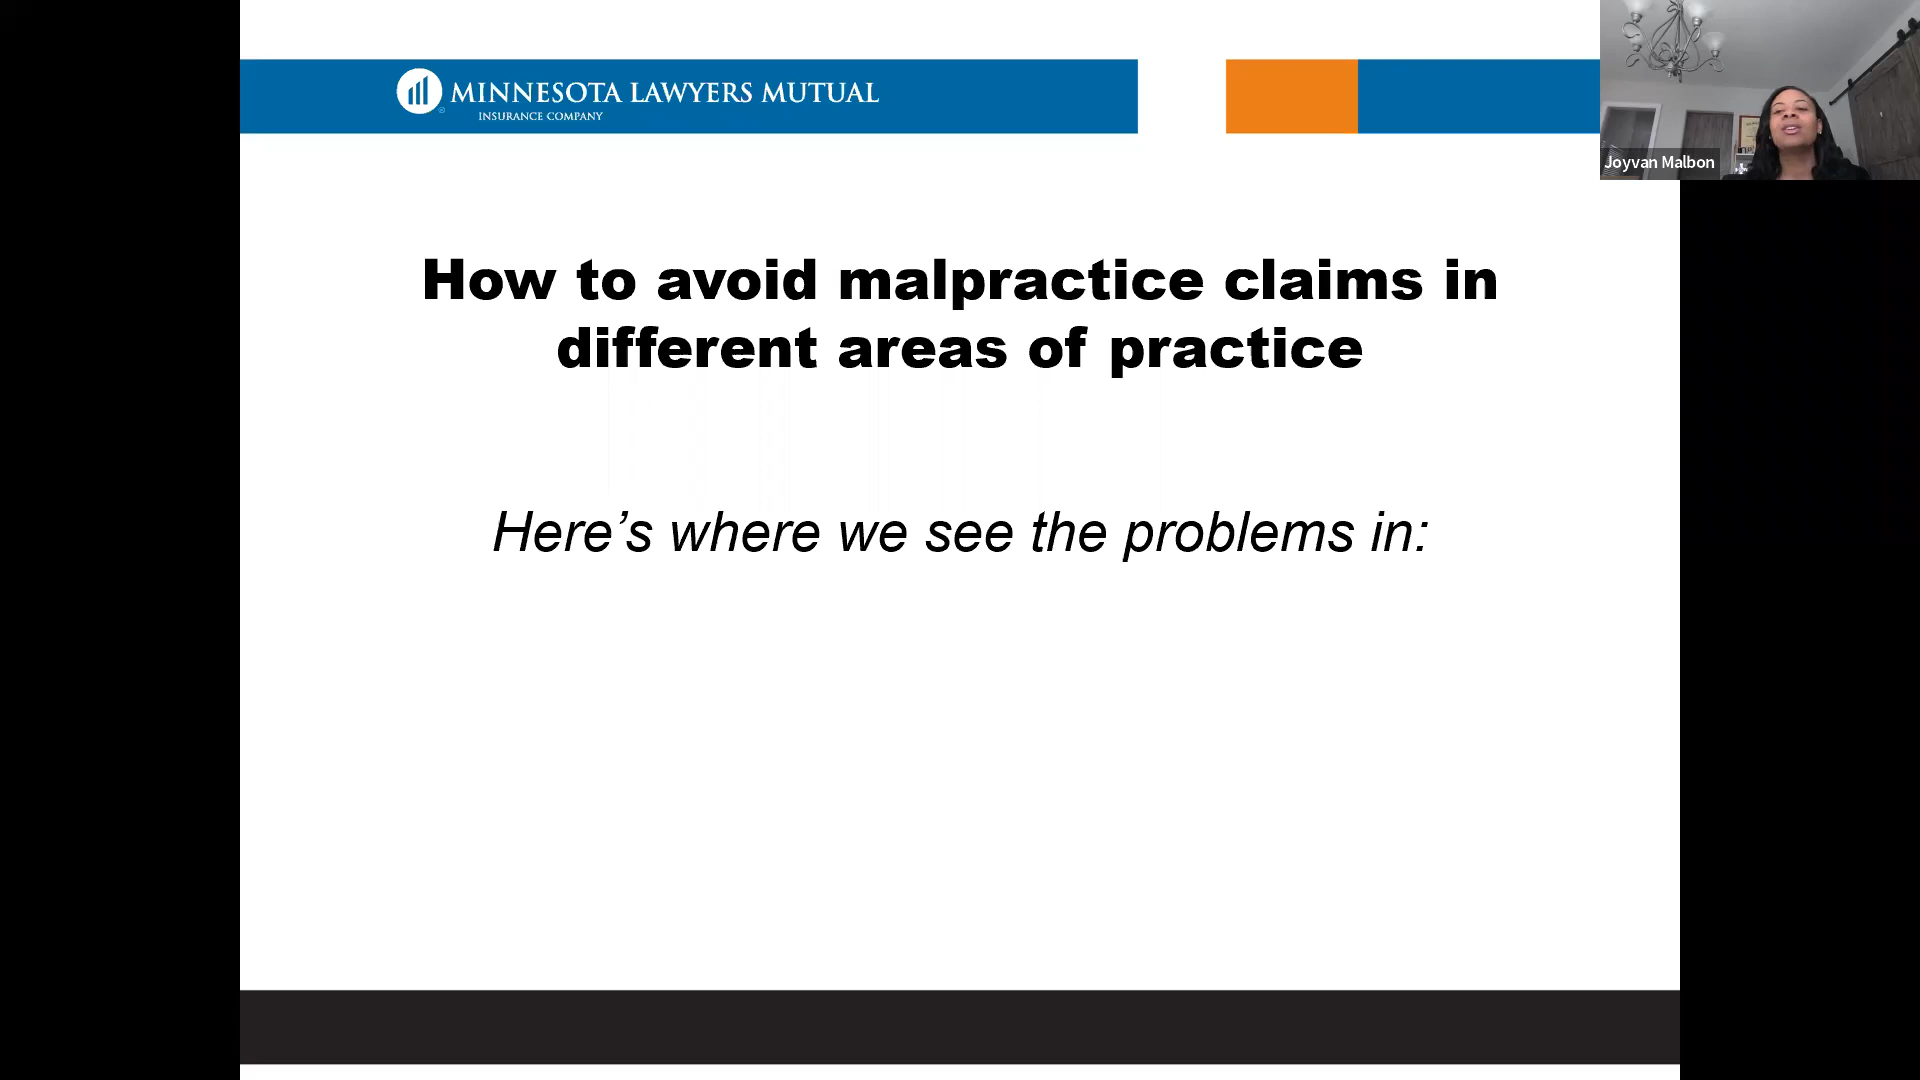 MINNESOTA LAWYERS MUTUAL
INSURANCE COMPANY
Joyvan Malbon
How to avoid malpractice claims in
different areas of practice
Here’s where we see the problems in: